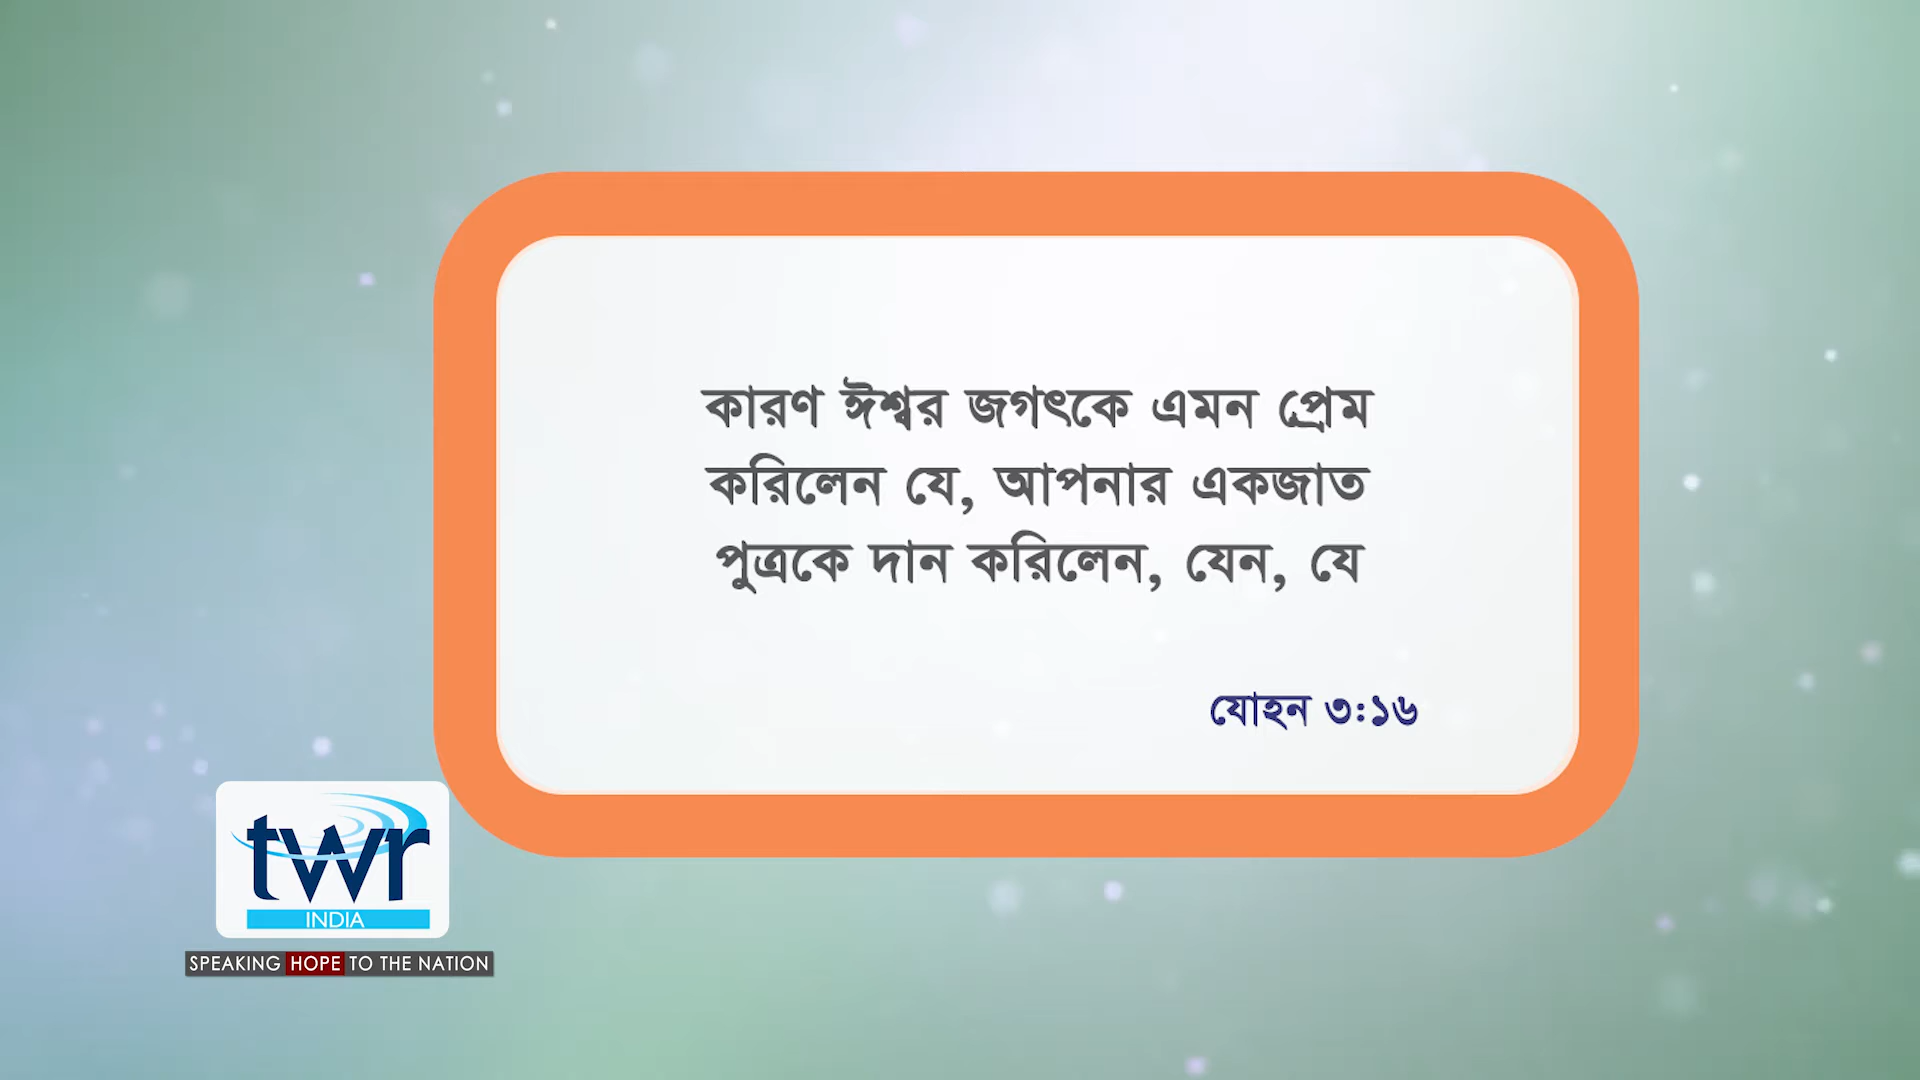 কারণ ঈশ্বর জগৎকে এমন প্রেম
করিলেন যে, আপনার একজাত
পুত্রকে দান করিলেন, যেন, যে
যোহন ৩:১৬
twr
INDIA
SPEAKING HOPE TO THE NATION